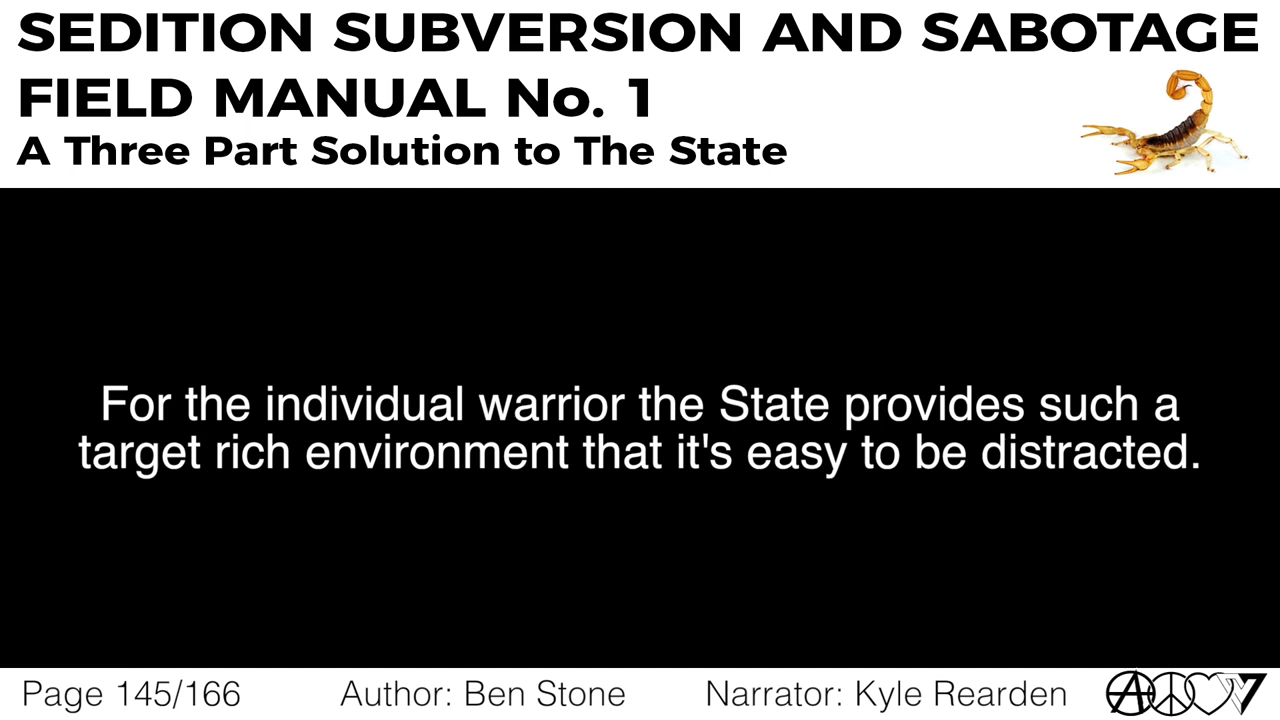 SEDITION SUBVERSION AND SABOTAGE
FIELD MANUAL No. 1
A Three Part Solution to The State
For the individual warrior the State provides such a
target rich environment that it's easy to be distracted.
Page 145/166 Author: Ben Stone Narrator: Kyle Rearden